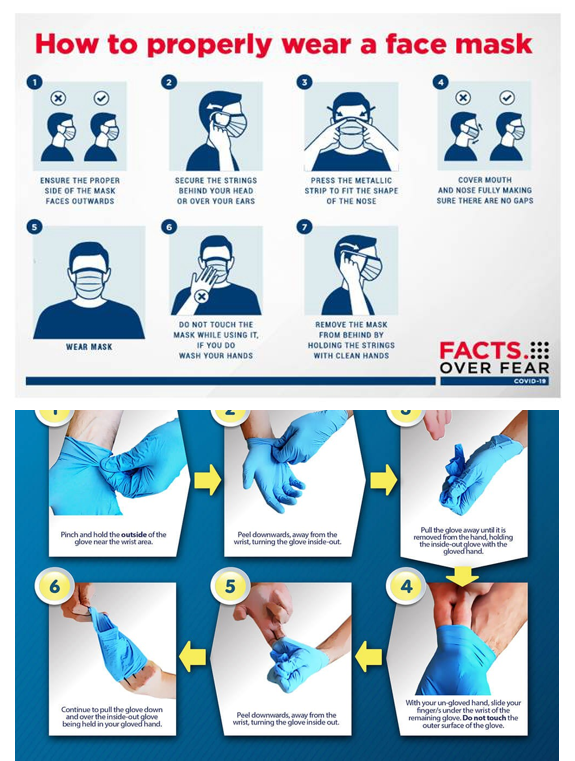 How to properly wear a face mask
1
2
3
4
ENSURE THE PROPER
SIDE OF THE MASK
FACES OUTWARDS
SECURE THE STRINGS
BEHIND YOUR HEAD
OR OVER YOUR EARS
PRESS THE METALLIC
STRIP TO FIT THE SHAPE
OF THE NOSE
COVER MOUTH
AND NOSE FULLY MAKING
SURE THERE ARE NO GAPS
5
6
7
WEAR MASK
DO NOT TOUCH THE
MASK WHILE USING IT,
IF YOU DO
WASH YOUR HANDS
REMOVE THE MASK
FROM BEHIND BY
HOLDING THE STRINGS
WITH CLEAN HANDS
FACTS
OVER FEAR
COVID-19
1
2
3
Pinch and hold the outside of the
glove near the wrist area.
Peel downwards, away from the
wrist, turning the glove inside-out.
Pull the glove away until it is
removed from the hand, holding
the inside-out glove with the
gloved hand.
6
5
4
Continue to pull the glove down
and over the inside-out glove
being held in your gloved hand.
Peel downwards, away from the
wrist, turning the glove inside out.
With your un-gloved hand, slide your
finger/s under the wrist of the
remaining glove. Do not touch the
outer surface of the glove.